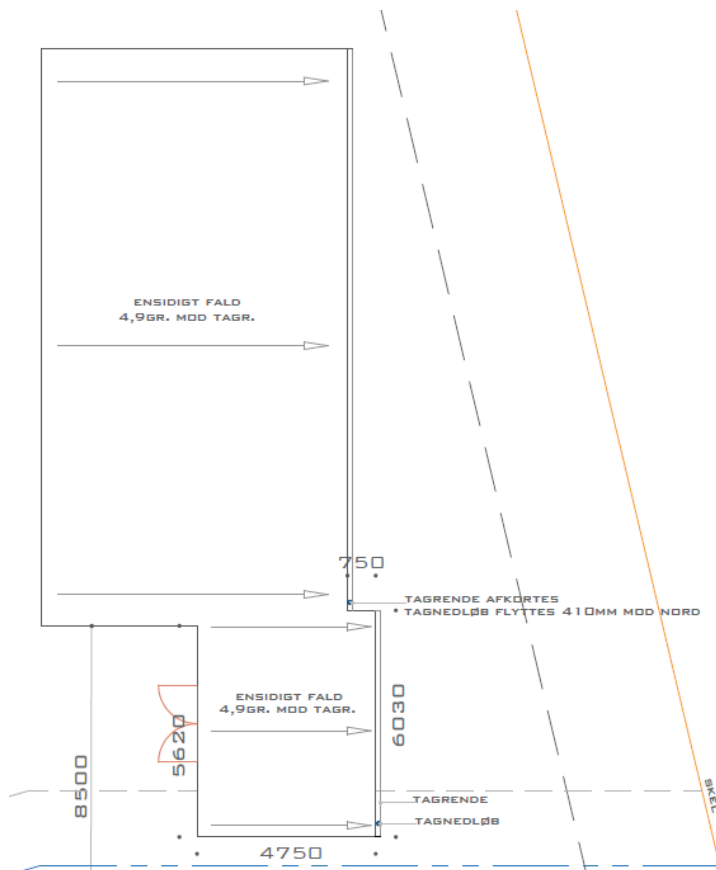 ENSIDIGT FALD
4,9GR. MOD TAGR.
750
TAGRENDE AFKORTES
TAGNEDLØB FLYTTES 410MM MOD NORD
ENSIDIGT FALD
4,9GR. MOD TAGR.
6030
5620
8500
SKEL
TAGRENDE
TAGNEDLØB
4750